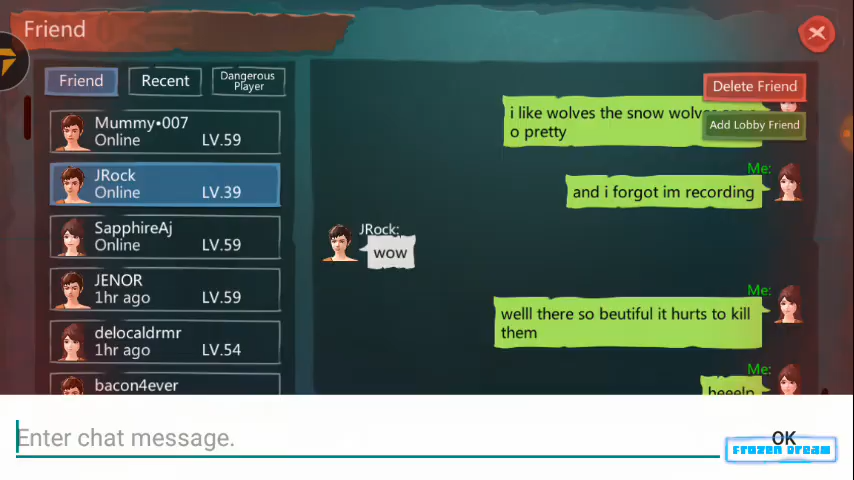 Friend
Friend
Recent
Dangerous
Player
Mummy•007
Online
LV.59
JRock
Online
LV.39
SapphireAj
Online
LV.59
JENOR
1hr ago
LV.59
delocaldrmr
1hr ago
LV.54
bacon4ever
Delete Friend
Add Lobby Friend
i like wolves the snow
o pretty
Me:
and i forgot im recording
JRock:
wow
Me:
welll there so beutiful it hurts to kill
them
Me:
heeeln
Enter chat message.
OK
FROZEN DREAM